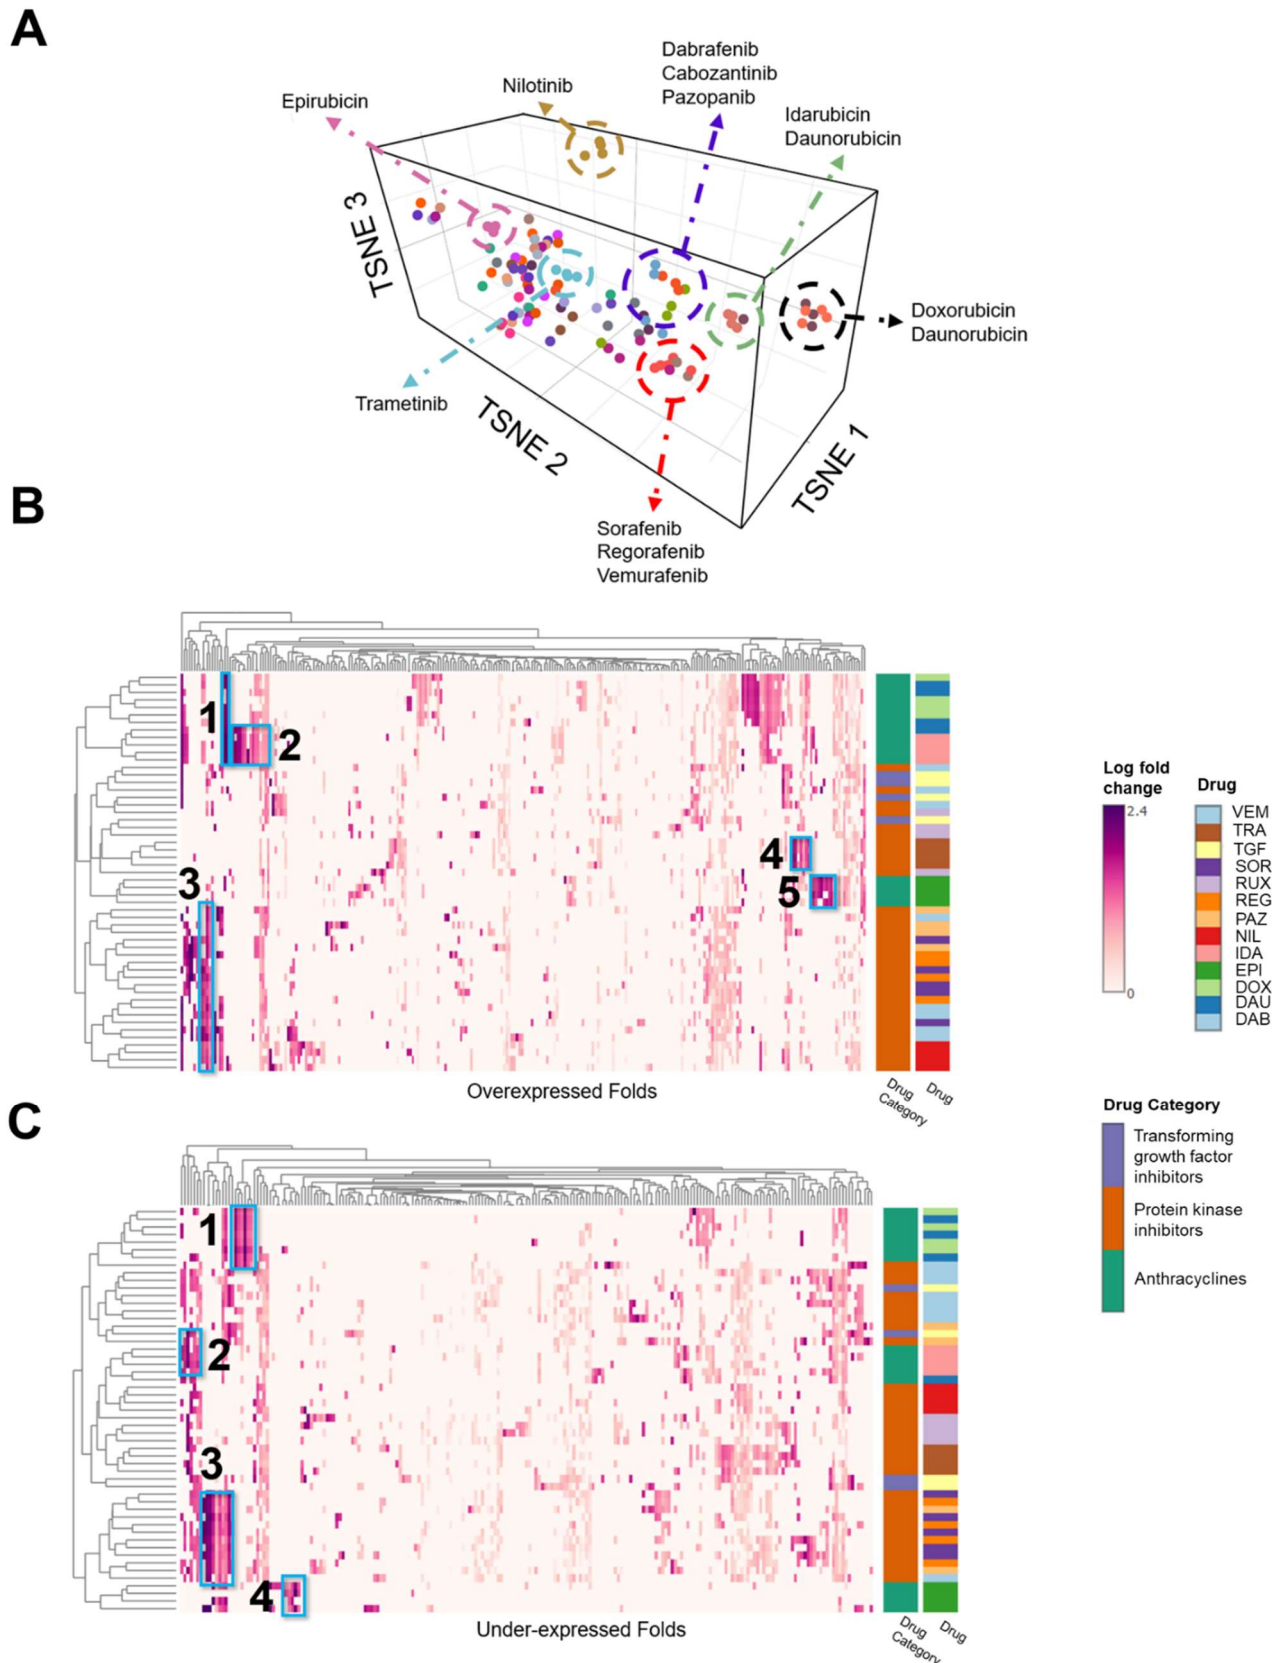 A
Dabrafenib
Cabozantinib
Pazopanib
Nilotinib
Epirubicin
Idarubicin
Daunorubicin
TSNE 3
Doxorubicin
Daunorubicin
Trametinib
TSNE 2
TSNE 1
Sorafenib
Regorafenib
Vemurafenib
B
1
2
3
4
5
Overexpressed Folds
Drug
Category
Drug
Log fold
change
2.4
0
Drug
VEM
TRA
TGF
SOR
RUX
REG
PAZ
NIL
IDA
EPI
DOX
DAU
DAB
Drug Category
Transforming
growth factor
inhibitors
Protein kinase
inhibitors
Anthracyclines
C
1
2
3
4
Under-expressed Folds
Drug
Category
Drug